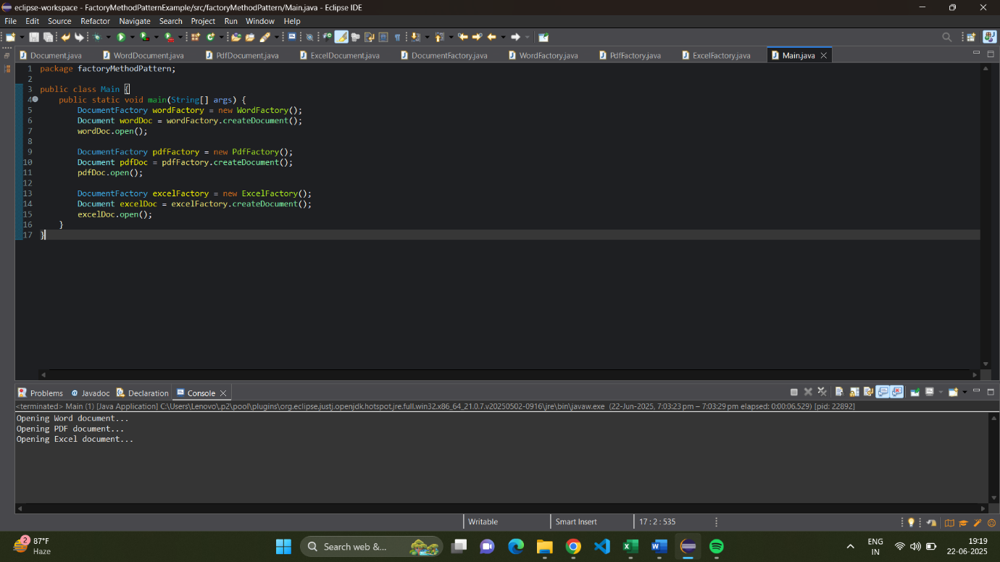 eclipse-workspace - FactoryMethodPatternExample/src/factoryMethodPattern/Main.java - Eclipse IDE
File Edit Source Refactor Navigate Search Project Run Window Help
Document.java WordDocument.java PdfDocument.java ExcelDocument.java DocumentFactory.java WordFactory.java PdfFactory.java ExcelFactory.java Main.java
1 package factoryMethodPattern;
2
3 public class Main {
4 public static void main(String[] args) {
5 DocumentFactory wordFactory = new WordFactory();
6 Document wordDoc = wordFactory.createDocument();
7 wordDoc.open();
8
9 DocumentFactory pdfFactory = new PdfFactory();
10 Document pdfDoc = pdfFactory.createDocument();
11 pdfDoc.open();
12
13 DocumentFactory excelFactory = new ExcelFactory();
14 Document excelDoc = excelFactory.createDocument();
15 excelDoc.open();
16 }
17 }
Problems @ Javadoc Declaration Console
<terminated> Main (1) [Java Application] C:\Users\Lenovo\.p2\pool\plugins\org.eclipse.justj.openjdk.hotspot.jre.full.win32.x86_64_21.0.7.v20250502-0916\jre\bin\javaw.exe (22-Jun-2025, 7:03:23 pm – 7:03:29 pm elapsed: 0:00:06.529) [pid: 22892]
Opening Word document...
Opening PDF document...
Opening Excel document...
Writable Smart Insert 17 : 2 : 535
2 87°F
Haze
Search web &...
ENG
IN
19:19
22-06-2025